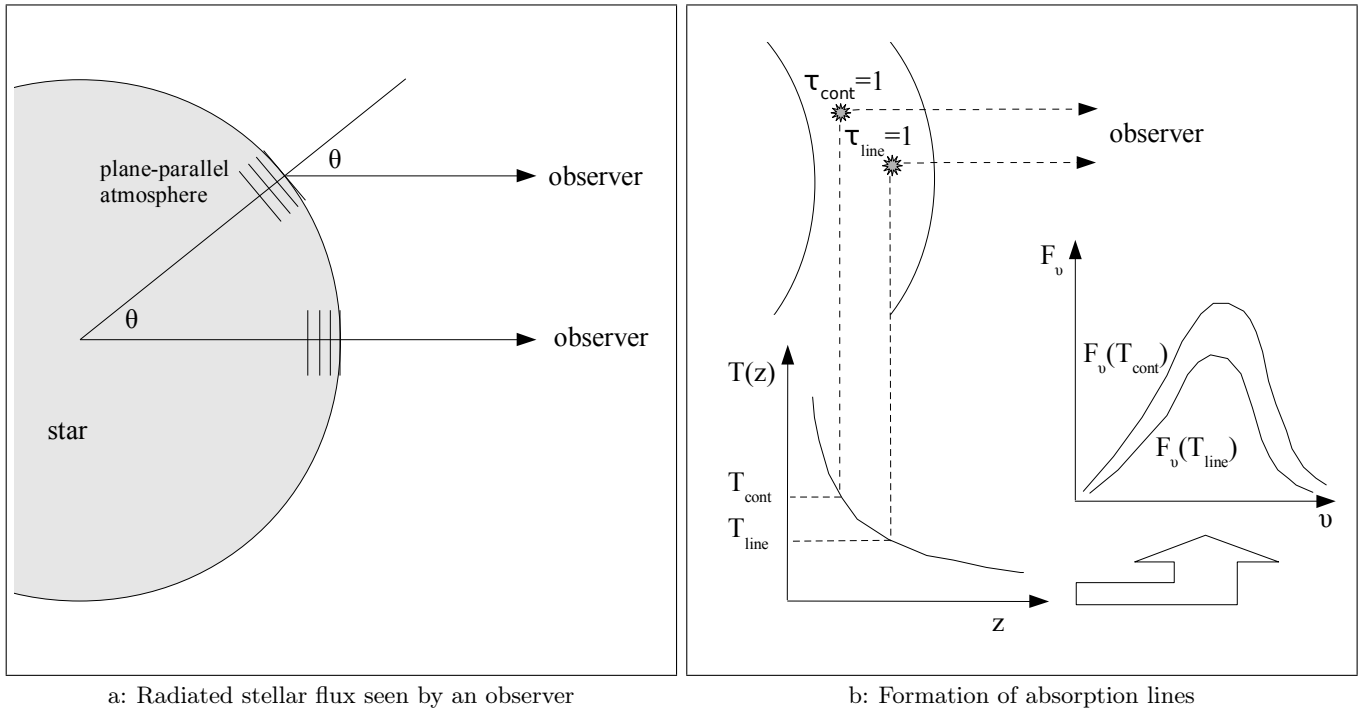 θ
observer
plane-parallel
atmosphere
θ
observer
star
a: Radiated stellar flux seen by an observer
τcont=1
τline=1
observer
Fυ
Fυ(Tcont)
Fυ(Tline)
υ
T(z)
Tcont
Tline
z
b: Formation of absorption lines